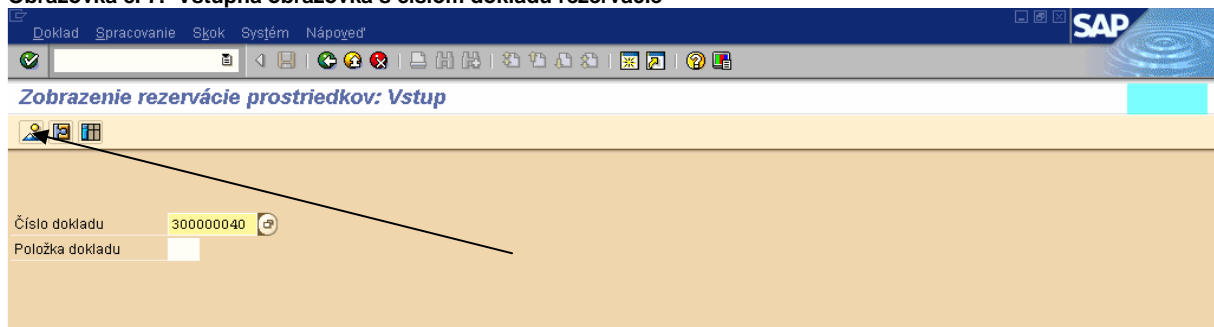 Obrazovka č. 7: Vstupná obrazovka s číslom dokladu rezervácie
Doklad Spracovanie Skok Systém Nápoveď
SAP
Zobrazenie rezervácie prostriedkov: Vstup
Číslo dokladu 300000040
Položka dokladu